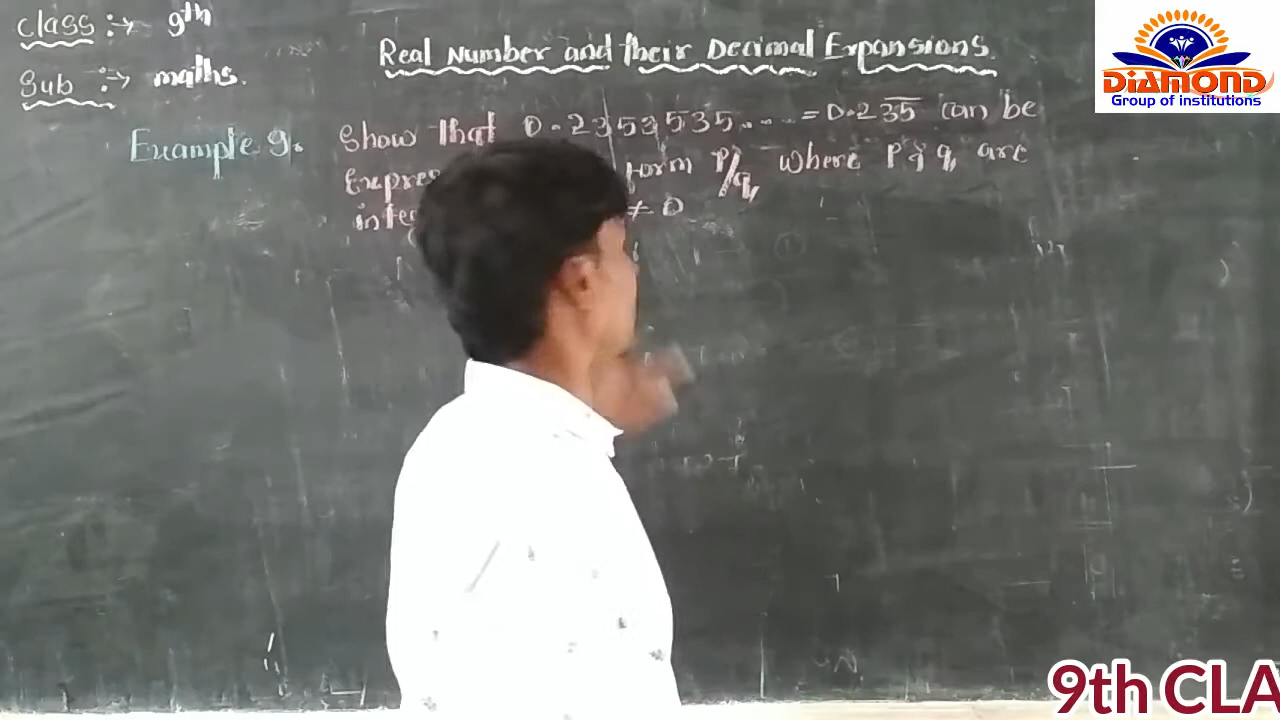 Class :→ 9th
Sub :→ maths.
Real Number and their Decimal Expansions.
DIAMOND
Group of institutions
Example 9. Show That 0.2353535.... = 0.235̅ can be
form P/q, where P & q, are
≠ 0
9th CLA